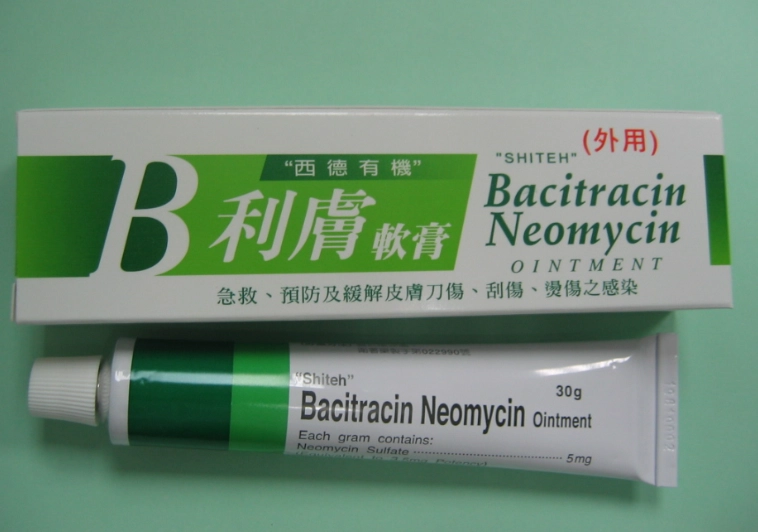 (外用)
"西德有機"
"SHITEH"
B利膚軟膏
Bacitracin
Neomycin
OINTMENT
急救、預防及緩解皮膚刀傷、刮傷、燙傷之感染
"Shiteh"
30g
Bacitracin Neomycin Ointment
Each gram contains:
Neomycin Sulfate 5mg